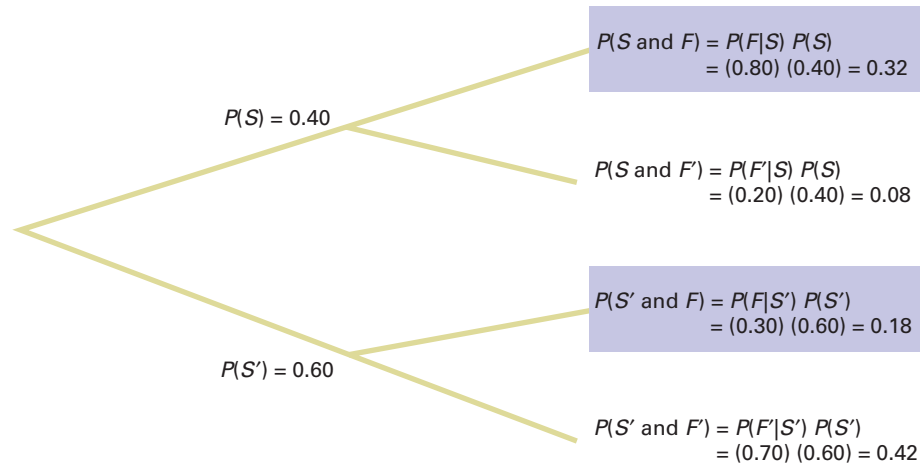 P(S and F) = P(F|S) P(S)
= (0.80) (0.40) = 0.32
P(S) = 0.40
P(S and F′) = P(F′|S) P(S)
= (0.20) (0.40) = 0.08
P(S′ and F) = P(F|S′) P(S′)
= (0.30) (0.60) = 0.18
P(S′) = 0.60
P(S′ and F′) = P(F′|S′) P(S′)
= (0.70) (0.60) = 0.42